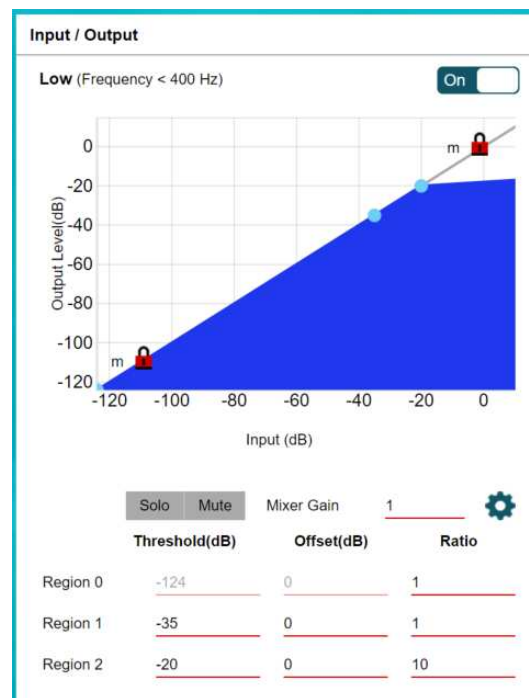 Input / Output
Low (Frequency < 400 Hz)
On
0
-20
-40
-60
-80
-100
-120
Output Level(dB)
m
m
-120 -100 -80 -60 -40 -20 0
Input (dB)
Solo Mute Mixer Gain 1
Threshold(dB) Offset(dB) Ratio
Region 0 -124 0 1
Region 1 -35 0 1
Region 2 -20 0 10